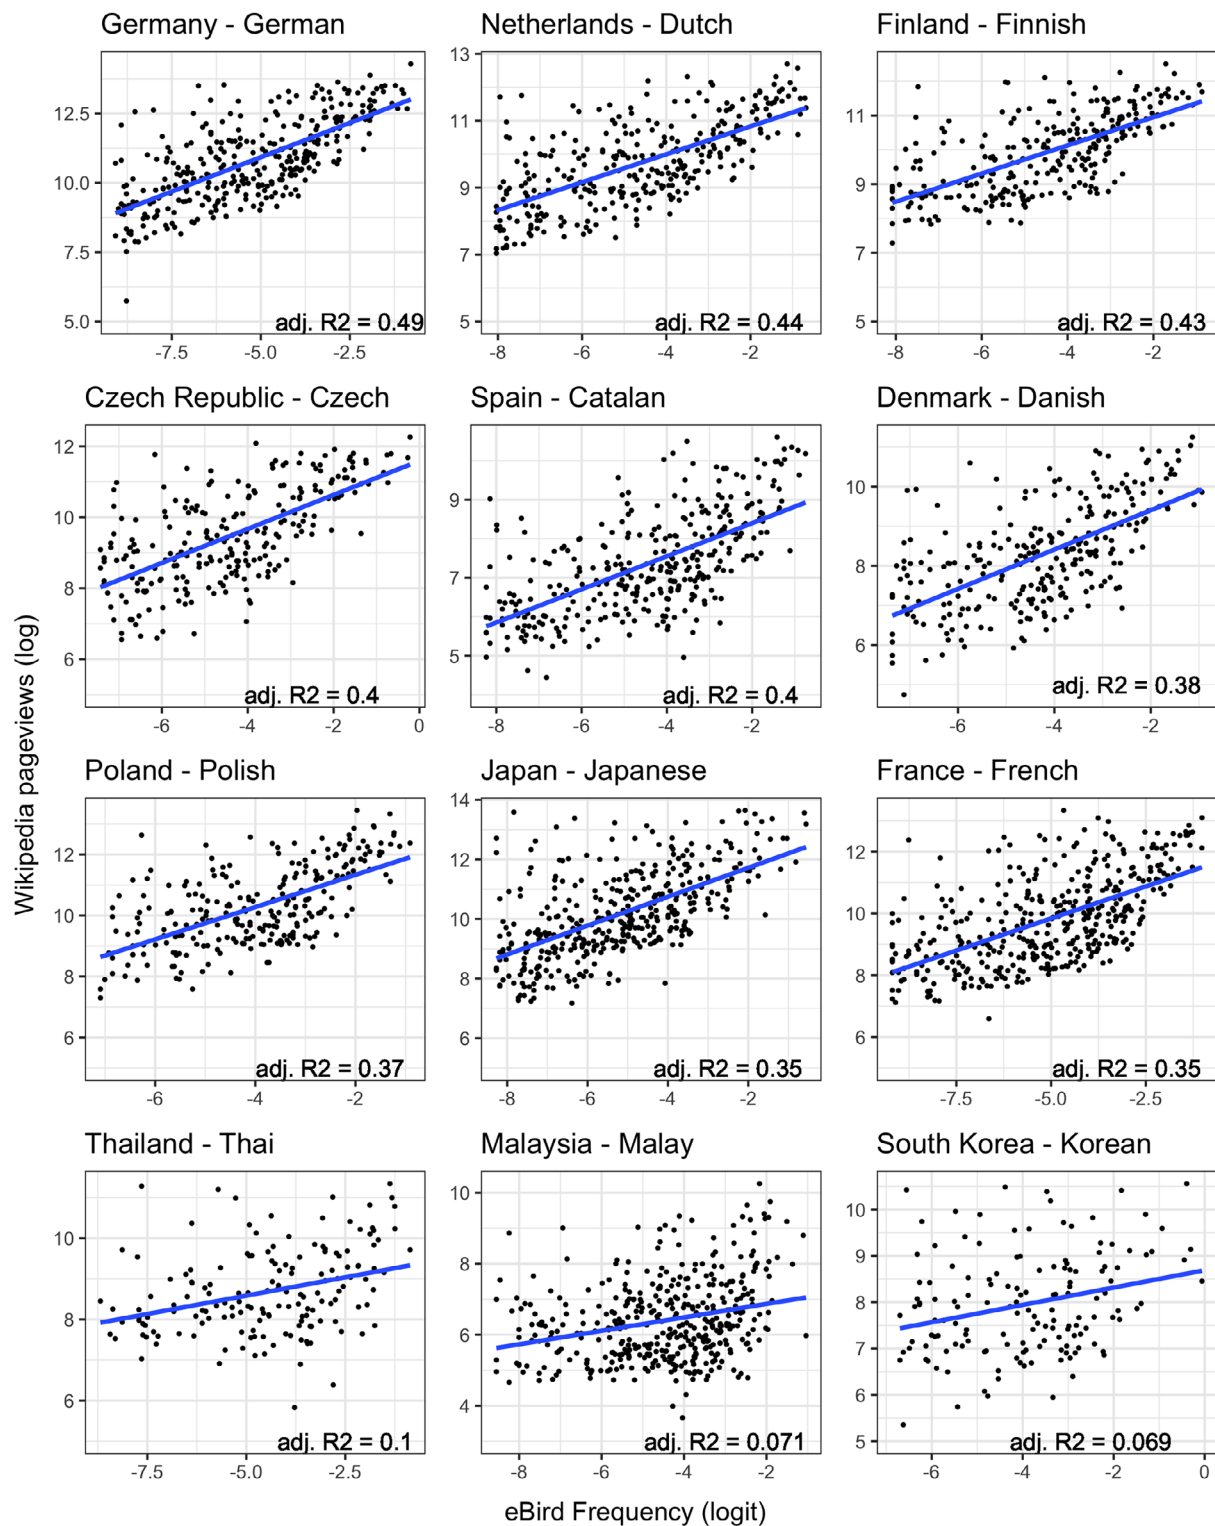 Germany - German
Netherlands - Dutch
Finland - Finnish
12.5
10.0
7.5
5.0
adj. R2 = 0.49
-7.5 -5.0 -2.5
13
11
9
7
5
adj. R2 = 0.44
-8 -6 -4 -2
11
9
7
5
adj. R2 = 0.43
-8 -6 -4 -2
Czech Republic - Czech
Spain - Catalan
Denmark - Danish
12
10
8
6
adj. R2 = 0.4
-6 -4 -2 0
9
7
5
adj. R2 = 0.4
-8 -6 -4 -2
10
8
6
adj. R2 = 0.38
-6 -4 -2
Wikipedia pageviews (log)
Poland - Polish
Japan - Japanese
France - French
12
10
8
6
adj. R2 = 0.37
-6 -4 -2
14
12
10
8
6
adj. R2 = 0.35
-8 -6 -4 -2
12
10
8
6
adj. R2 = 0.35
-7.5 -5.0 -2.5
Thailand - Thai
Malaysia - Malay
South Korea - Korean
10
8
6
adj. R2 = 0.1
-7.5 -5.0 -2.5
10
8
6
4
adj. R2 = 0.071
-8 -6 -4 -2
10
9
8
7
6
5
adj. R2 = 0.069
-6 -4 -2 0
eBird Frequency (logit)